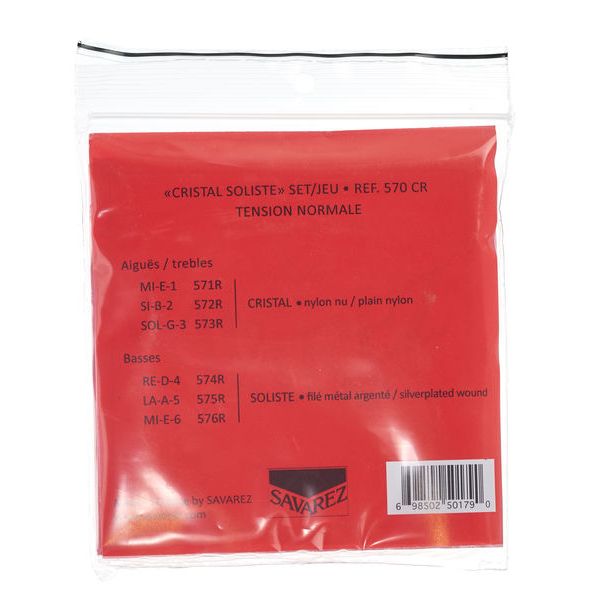 «CRISTAL SOLISTE» SET/JEU • REF. 570 CR
TENSION NORMALE
Aiguës / trebles
MI-E-1 571R
SI-B-2 572R
SOL-G-3 573R
CRISTAL • nylon nu / plain nylon
Basses
RE-D-4 574R
LA-A-5 575R
MI-E-6 576R
SOLISTE • filé métal argenté / silverplated wound
by SAVAREZ
.com
SAVAREZ
6 98502 50179 0